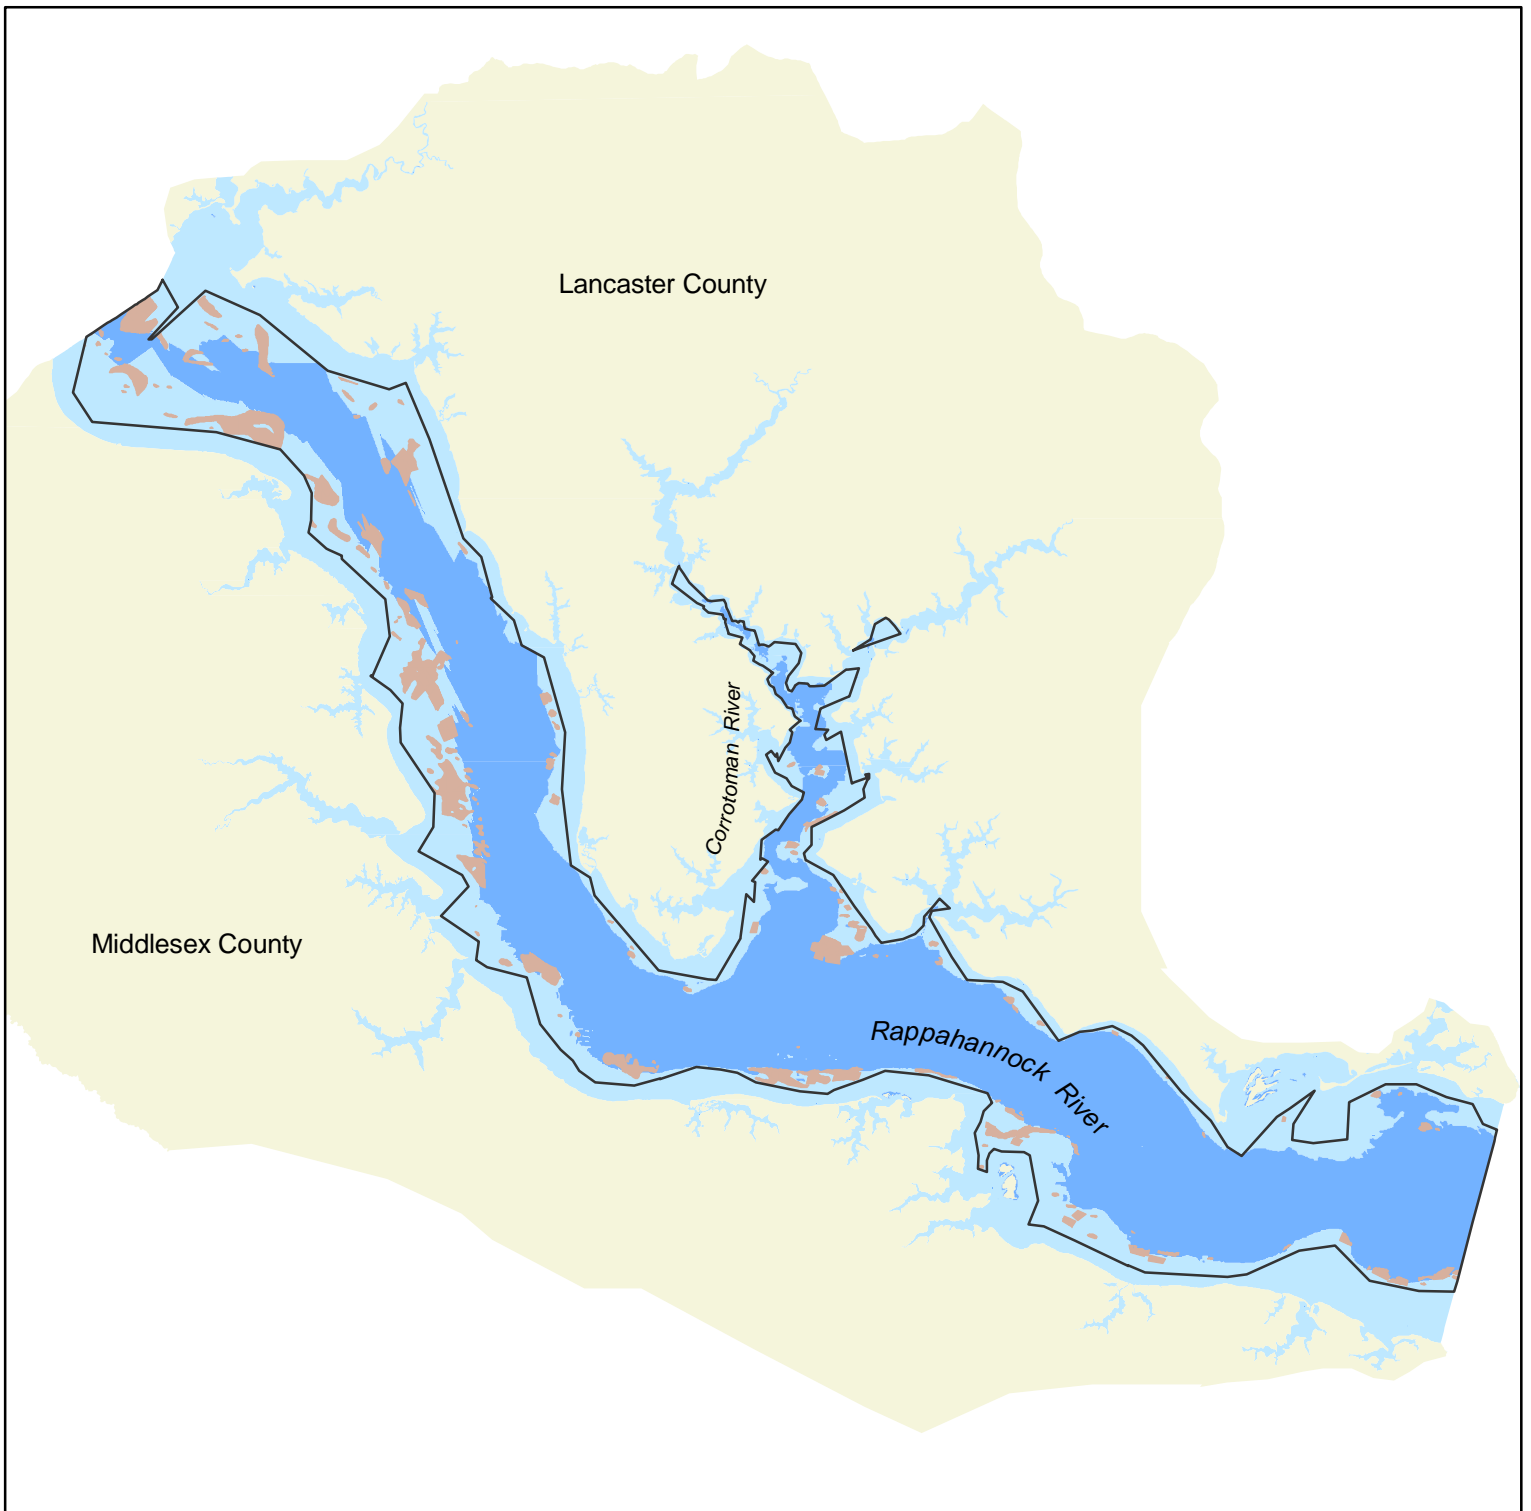 Lancaster County
Corrotoman River
Middlesex County
Rappahannock River